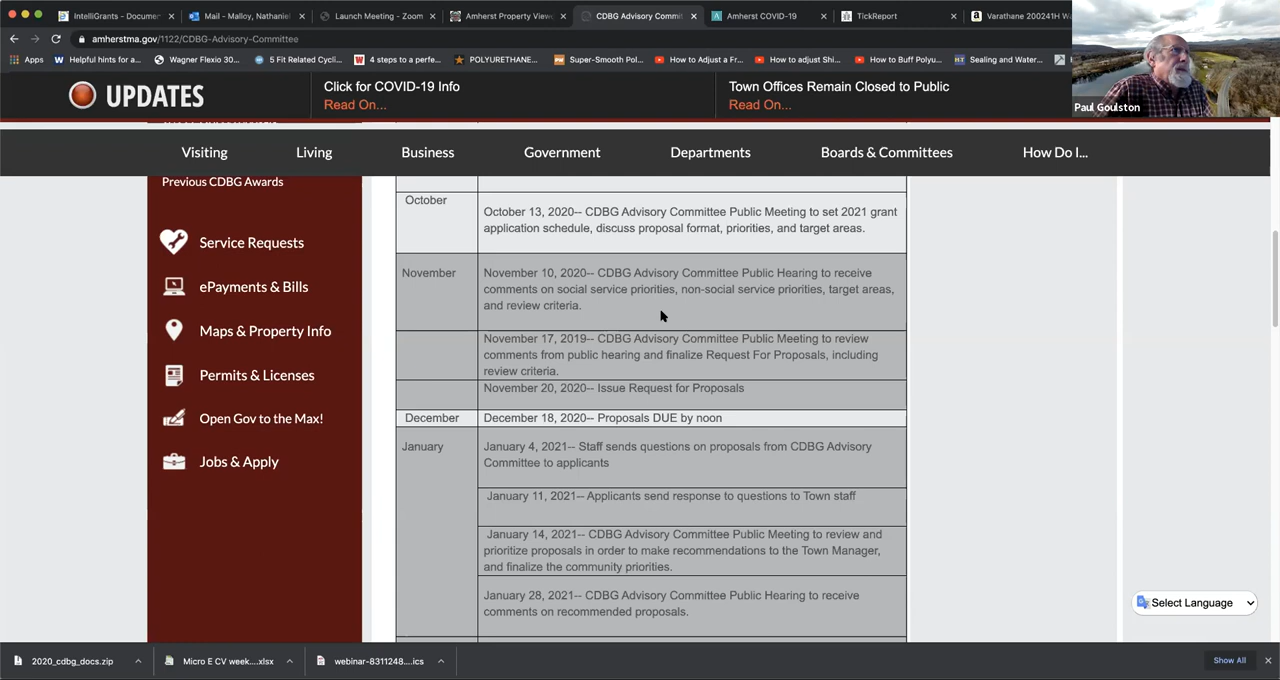 IntelliGrants - Documen
Mail - Malloy, Nathaniel
Launch Meeting - Zoom
Amherst Property View
CDBG Advisory Commit
Amherst COVID-19
TickReport
Varathane 200241H Wa
amherstma.gov/1122/CDBG-Advisory-Committee
Apps
Helpful hints for a...
Wagner Flexio 30...
5 Fit Related Cycli...
4 steps to a perfe...
POLYURETHANE...
Super-Smooth Pol...
How to Adjust a Fr...
How to adjust Shi...
How to Buff Polyu...
Sealing and Water...
Paul Goulston
UPDATES
Click for COVID-19 Info
Read On...
Town Offices Remain Closed to Public
Read On...
Visiting
Living
Business
Government
Departments
Boards & Committees
How Do I...
Previous CDBG Awards
Service Requests
ePayments & Bills
Maps & Property Info
Permits & Licenses
Open Gov to the Max!
Jobs & Apply
October
October 13, 2020-- CDBG Advisory Committee Public Meeting to set 2021 grant
application schedule, discuss proposal format, priorities, and target areas.
November
November 10, 2020-- CDBG Advisory Committee Public Hearing to receive
comments on social service priorities, non-social service priorities, target areas,
and review criteria.
November 17, 2019-- CDBG Advisory Committee Public Meeting to review
comments from public hearing and finalize Request For Proposals, including
review criteria.
November 20, 2020-- Issue Request for Proposals
December
December 18, 2020-- Proposals DUE by noon
January
January 4, 2021-- Staff sends questions on proposals from CDBG Advisory
Committee to applicants
January 11, 2021-- Applicants send response to questions to Town staff
January 14, 2021-- CDBG Advisory Committee Public Meeting to review and
prioritize proposals in order to make recommendations to the Town Manager,
and finalize the community priorities.
January 28, 2021-- CDBG Advisory Committee Public Hearing to receive
comments on recommended proposals.
Select Language
2020_cdbg_docs.zip
Micro E CV week....xlsx
webinar-8311248....ics
Show All